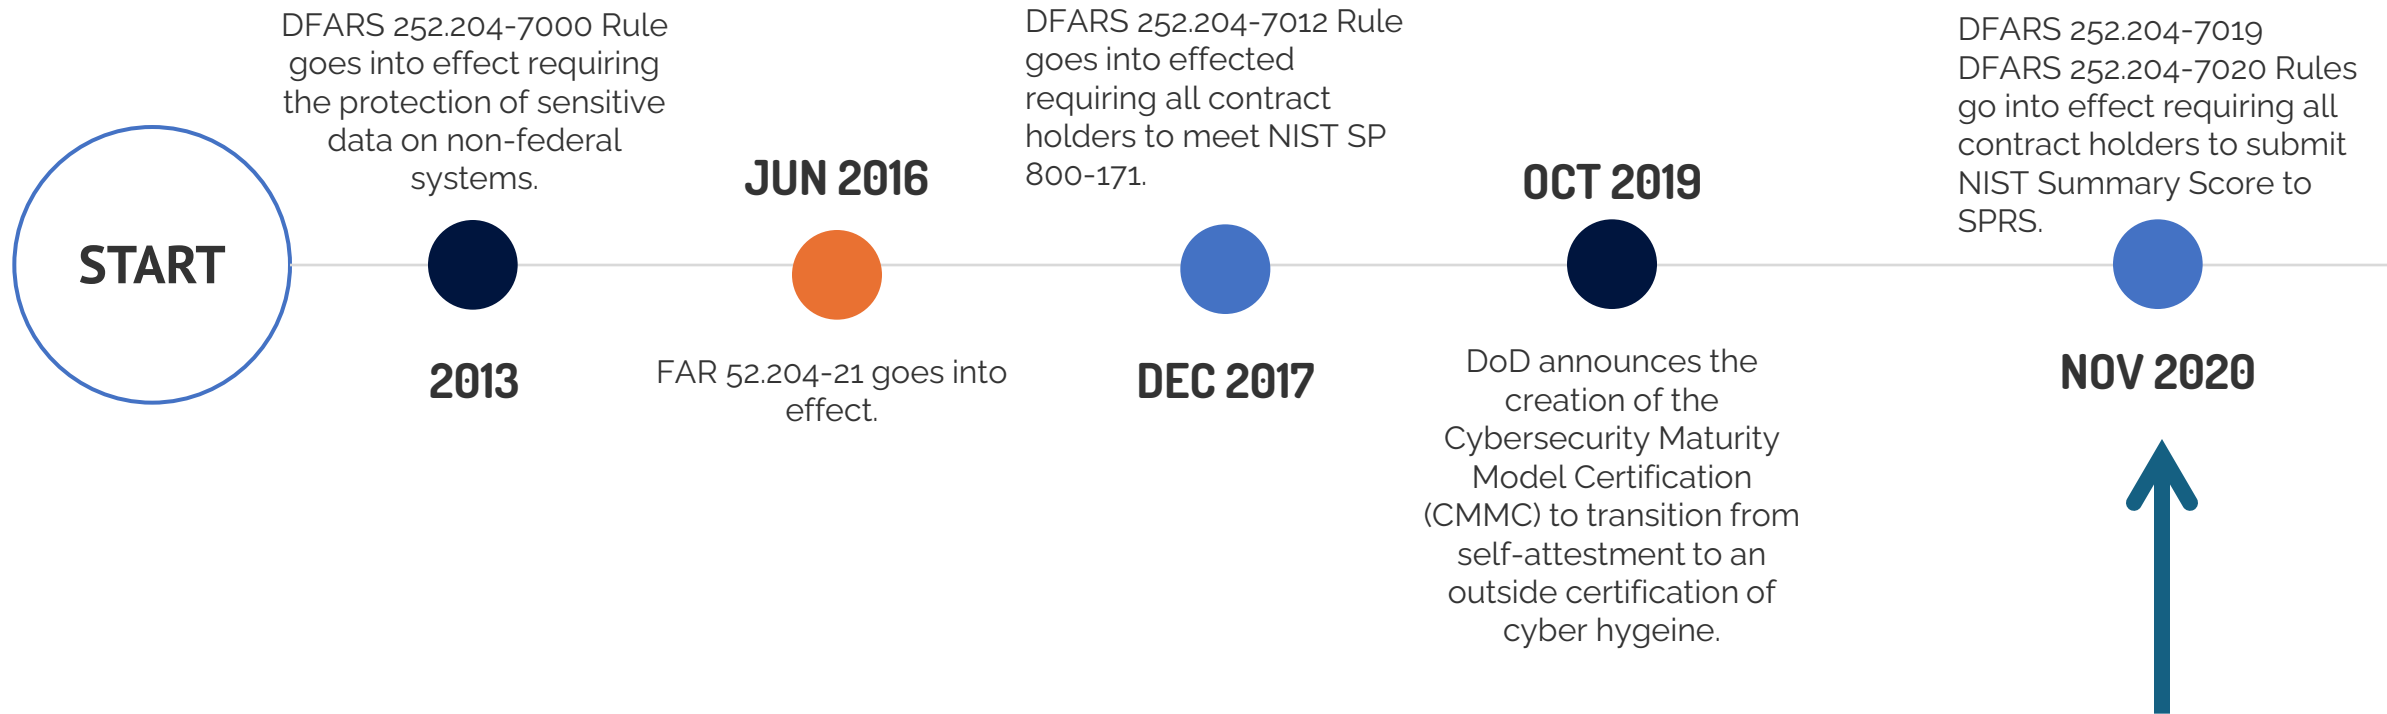 START
DFARS 252.204-7000 Rule
goes into effect requiring
the protection of sensitive
data on non-federal
systems.
2013
JUN 2016
FAR 52.204-21 goes into
effect.
DFARS 252.204-7012 Rule
goes into effected
requiring all contract
holders to meet NIST SP
800-171.
DEC 2017
OCT 2019
DoD announces the
creation of the
Cybersecurity Maturity
Model Certification
(CMMC) to transition from
self-attestment to an
outside certification of
cyber hygeine.
DFARS 252.204-7019
DFARS 252.204-7020 Rules
go into effect requiring all
contract holders to submit
NIST Summary Score to
SPRS.
NOV 2020